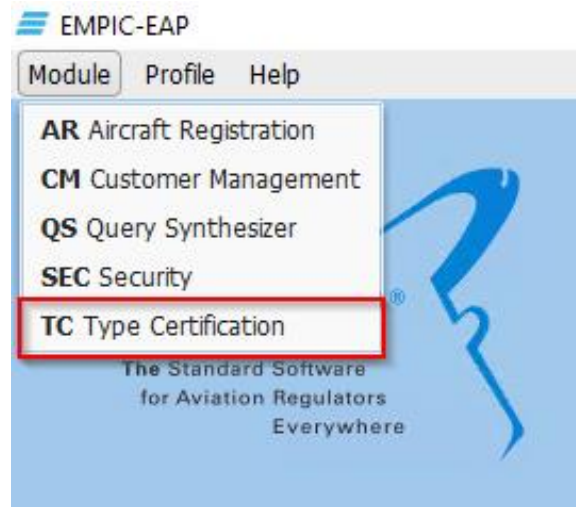 EMPIC-EAP
Module Profile Help
AR Aircraft Registration
CM Customer Management
QS Query Synthesizer
SEC Security
TC Type Certification
®
The Standard Software
for Aviation Regulators
Everywhere